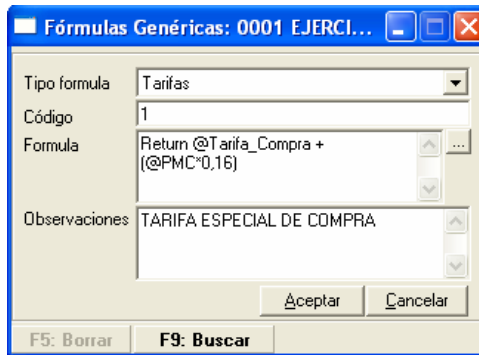 Fórmulas Genéricas: 0001 EJERCI...
Tipo formula Tarifas
Código 1
Formula Return @Tarifa_Compra +
(@PMC*0,16)
...
Observaciones TARIFA ESPECIAL DE COMPRA
Aceptar Cancelar
F5: Borrar F9: Buscar